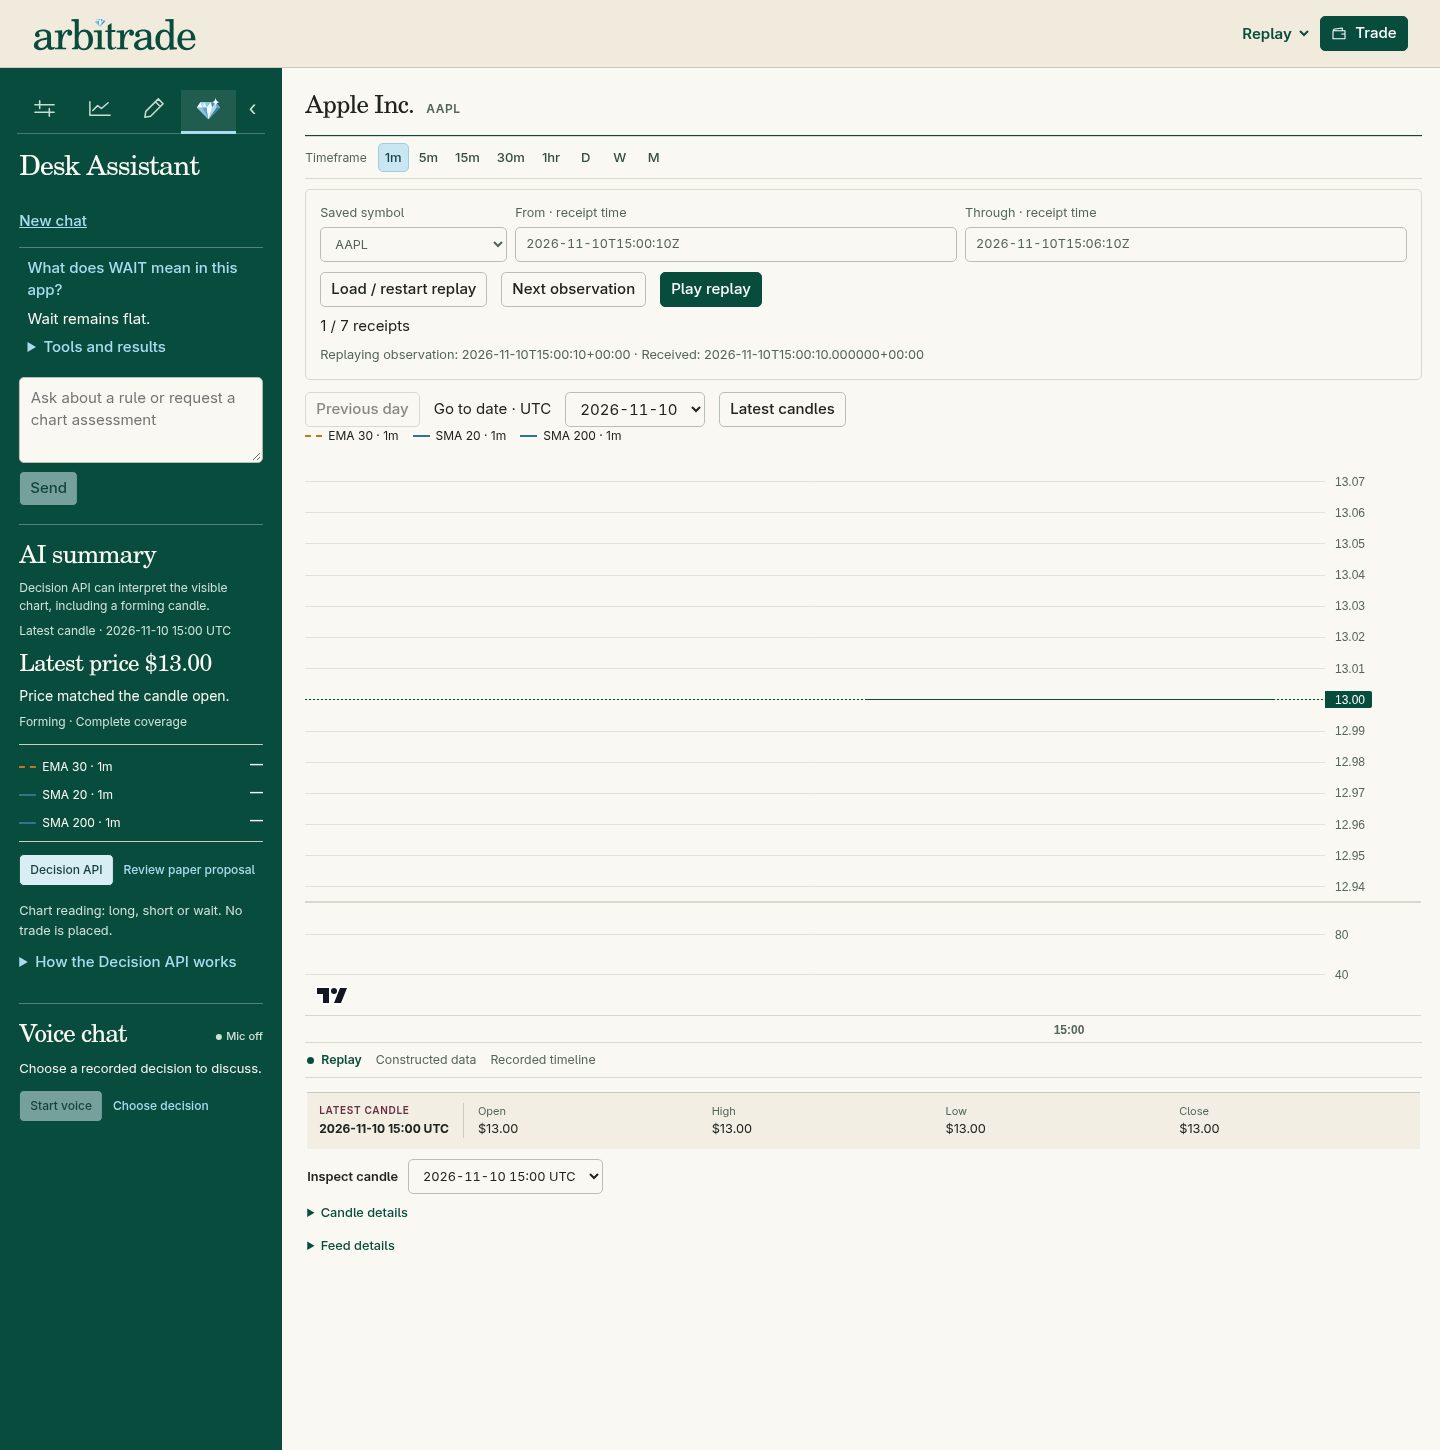 arbitrade
Replay
Trade
Desk Assistant
New chat
What does WAIT mean in this
app?
Wait remains flat.
Tools and results
Ask about a rule or request a
chart assessment
Send
AI summary
Decision API can interpret the visible
chart, including a forming candle.
Latest candle · 2026-11-10 15:00 UTC
Latest price $13.00
Price matched the candle open.
Forming · Complete coverage
EMA 30 · 1m —
SMA 20 · 1m —
SMA 200 · 1m —
Decision API Review paper proposal
Chart reading: long, short or wait. No
trade is placed.
How the Decision API works
Voice chat
Mic off
Choose a recorded decision to discuss.
Start voice Choose decision
Apple Inc. AAPL
Timeframe 1m 5m 15m 30m 1hr D W M
Saved symbol From · receipt time Through · receipt time
AAPL 2026-11-10T15:00:10Z 2026-11-10T15:06:10Z
Load / restart replay Next observation Play replay
1 / 7 receipts
Replaying observation: 2026-11-10T15:00:10+00:00 · Received: 2026-11-10T15:00:10.000000+00:00
Previous day Go to date · UTC 2026-11-10 Latest candles
EMA 30 · 1m SMA 20 · 1m SMA 200 · 1m
13.07
13.06
13.05
13.04
13.03
13.02
13.01
13.00
12.99
12.98
12.97
12.96
12.95
12.94
80
40
15:00
Replay Constructed data Recorded timeline
LATEST CANDLE Open High Low Close
2026-11-10 15:00 UTC $13.00 $13.00 $13.00 $13.00
Inspect candle 2026-11-10 15:00 UTC
Candle details
Feed details